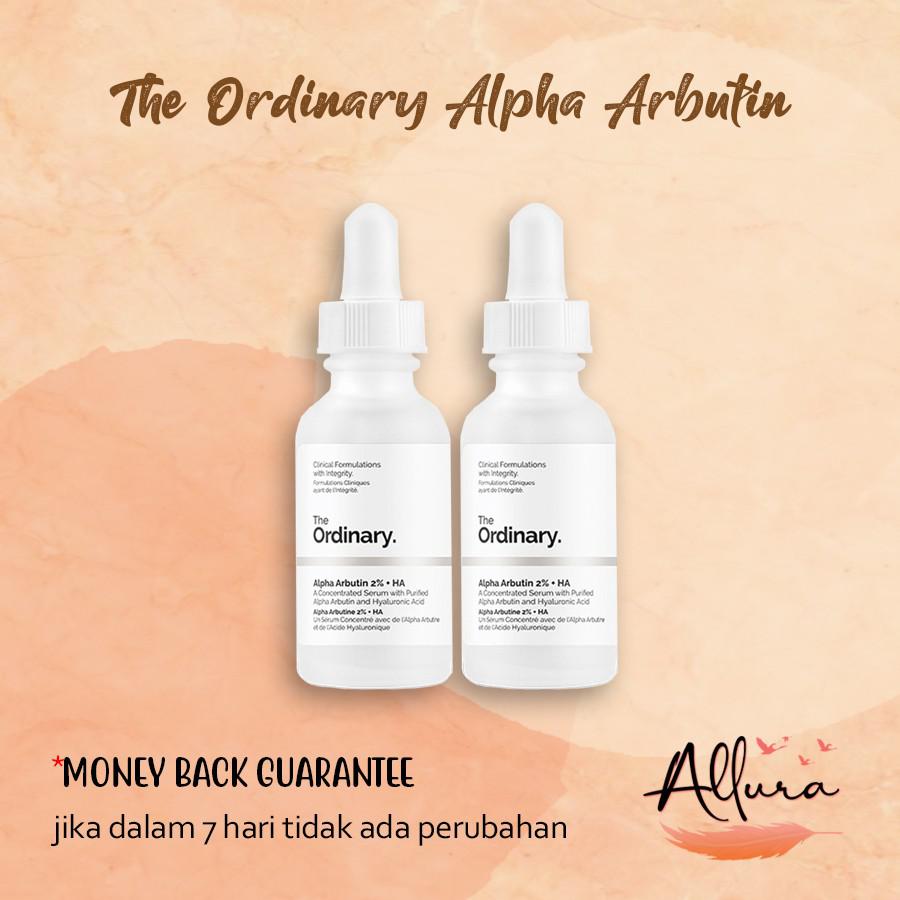 The Ordinary Alpha Arbutin
Clinical Formulations
with Integrity.
Formulations Cliniques
ayant de l'Intégrité.
The
Ordinary.
Alpha Arbutin 2% + HA
A Concentrated Serum with Purified
Alpha Arbutin and Hyaluronic Acid
Alpha Arbutine 2% + HA
Un Sérum Concentré avec de l'Alpha Arbutine
et de l'Acide Hyaluronique
Clinical Formulations
with Integrity.
Formulations Cliniques
ayant de l'Intégrité.
The
Ordinary.
Alpha Arbutin 2% + HA
A Concentrated Serum with Purified
Alpha Arbutin and Hyaluronic Acid
Alpha Arbutine 2% + HA
Un Sérum Concentré avec de l'Alpha Arbutine
et de l'Acide Hyaluronique
*MONEY BACK GUARANTEE
jika dalam 7 hari tidak ada perubahan
Allura